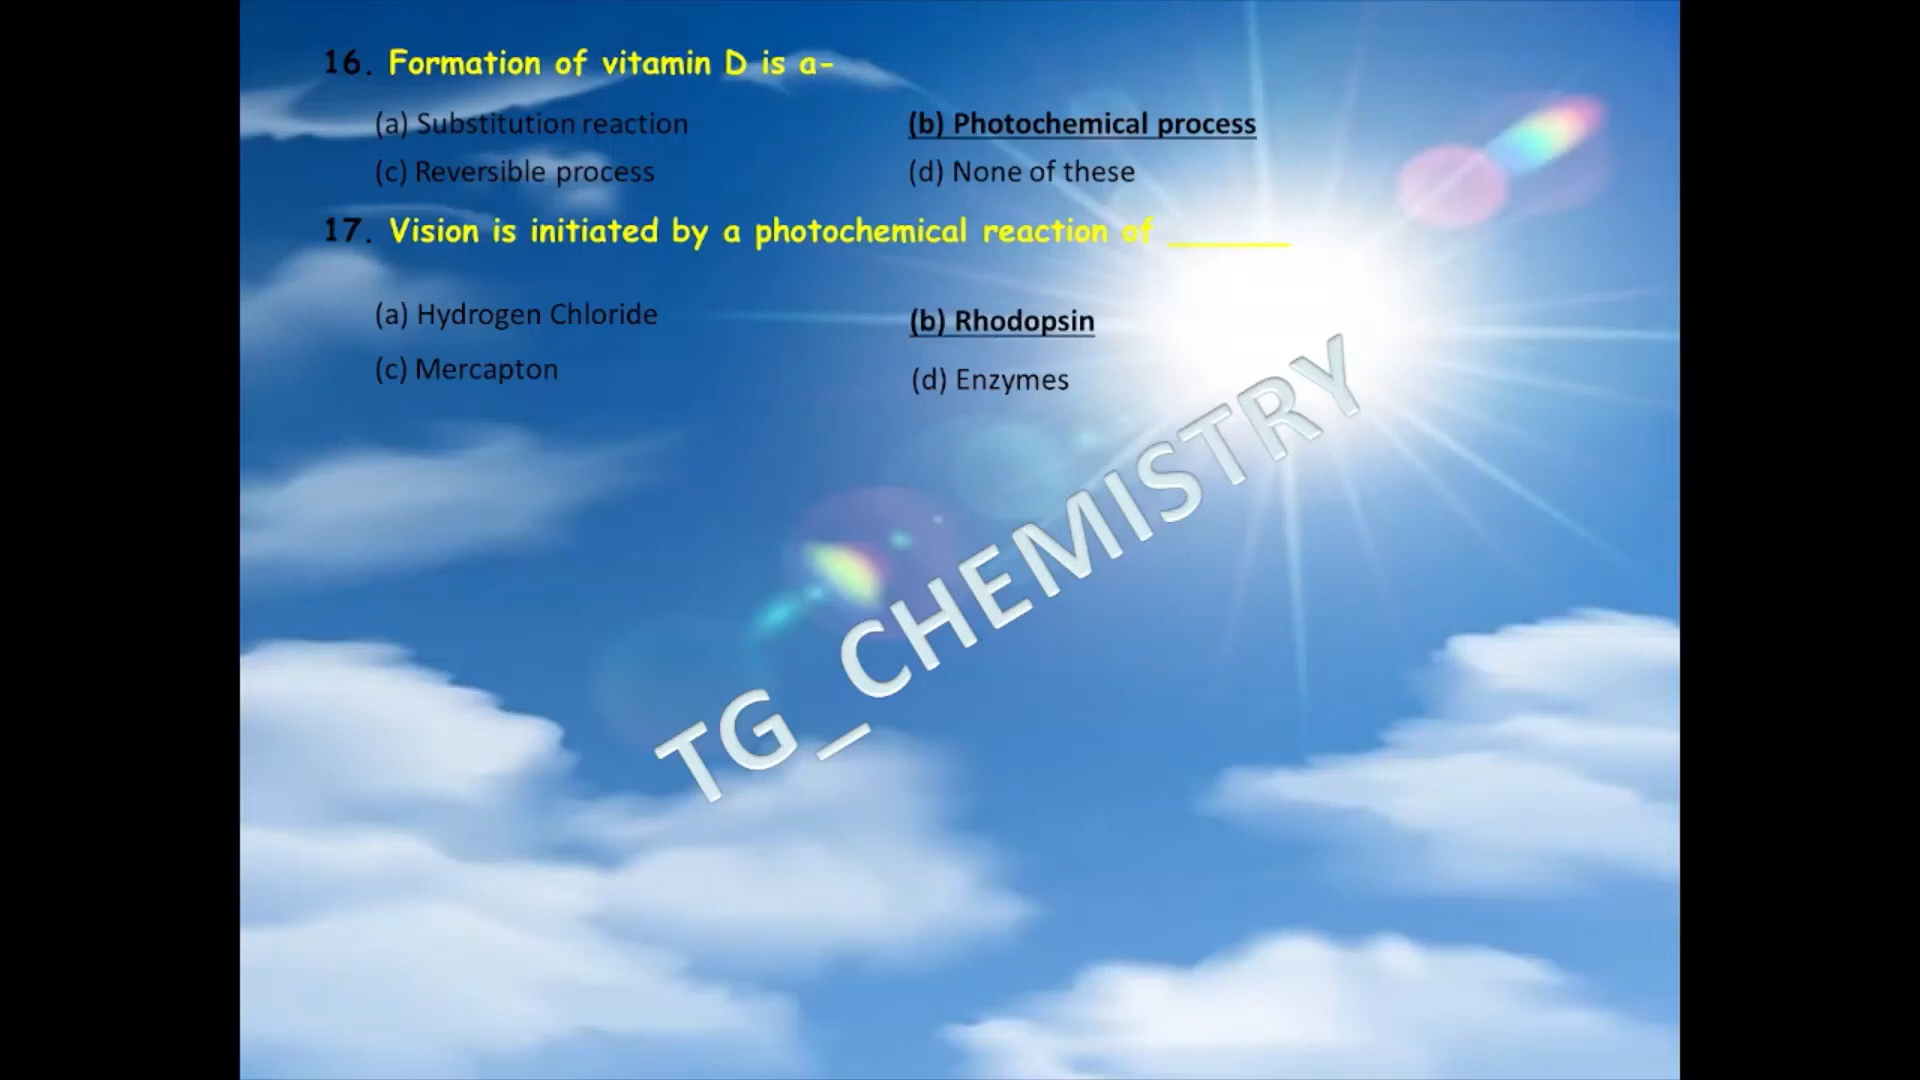 16. Formation of vitamin D is a-
(a) Substitution reaction (b) Photochemical process
(c) Reversible process (d) None of these
17. Vision is initiated by a photochemical reaction of _______
(a) Hydrogen Chloride (b) Rhodopsin
(c) Mercapton (d) Enzymes
TG_CHEMISTRY